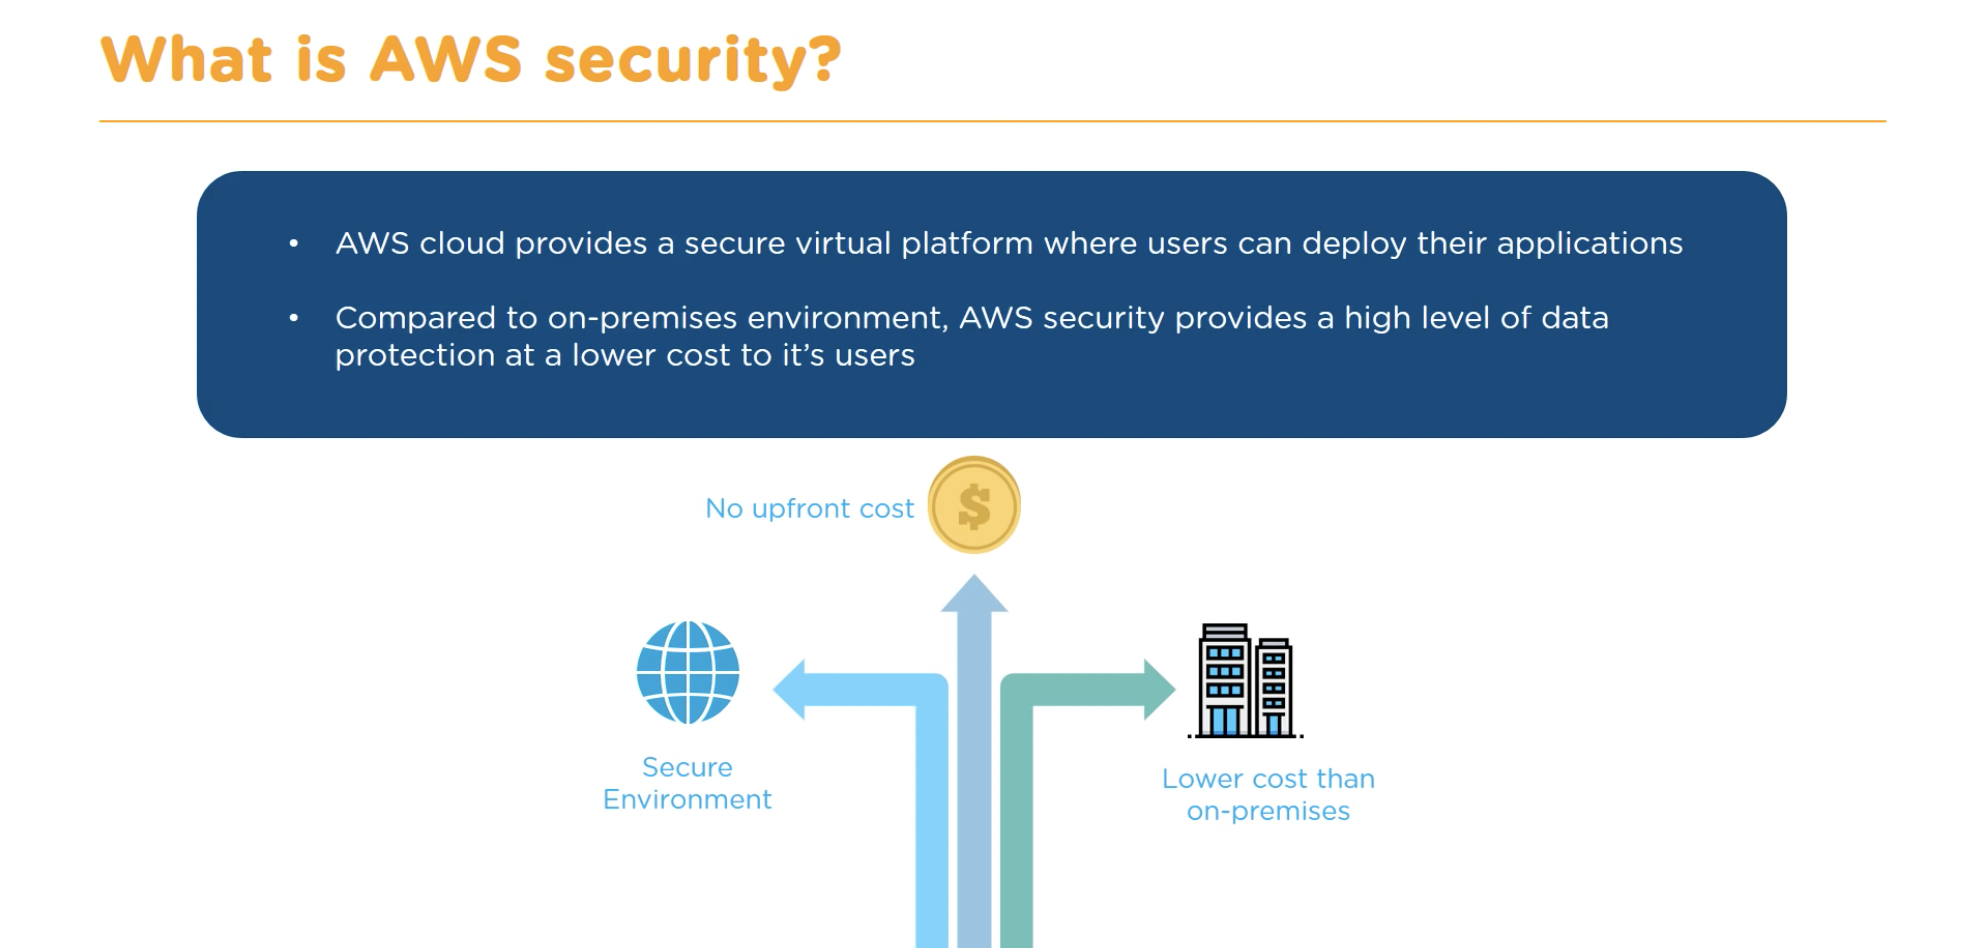 What is AWS security?
• AWS cloud provides a secure virtual platform where users can deploy their applications
• Compared to on-premises environment, AWS security provides a high level of data
protection at a lower cost to it’s users
No upfront cost
$
Secure
Environment
Lower cost than
on-premises